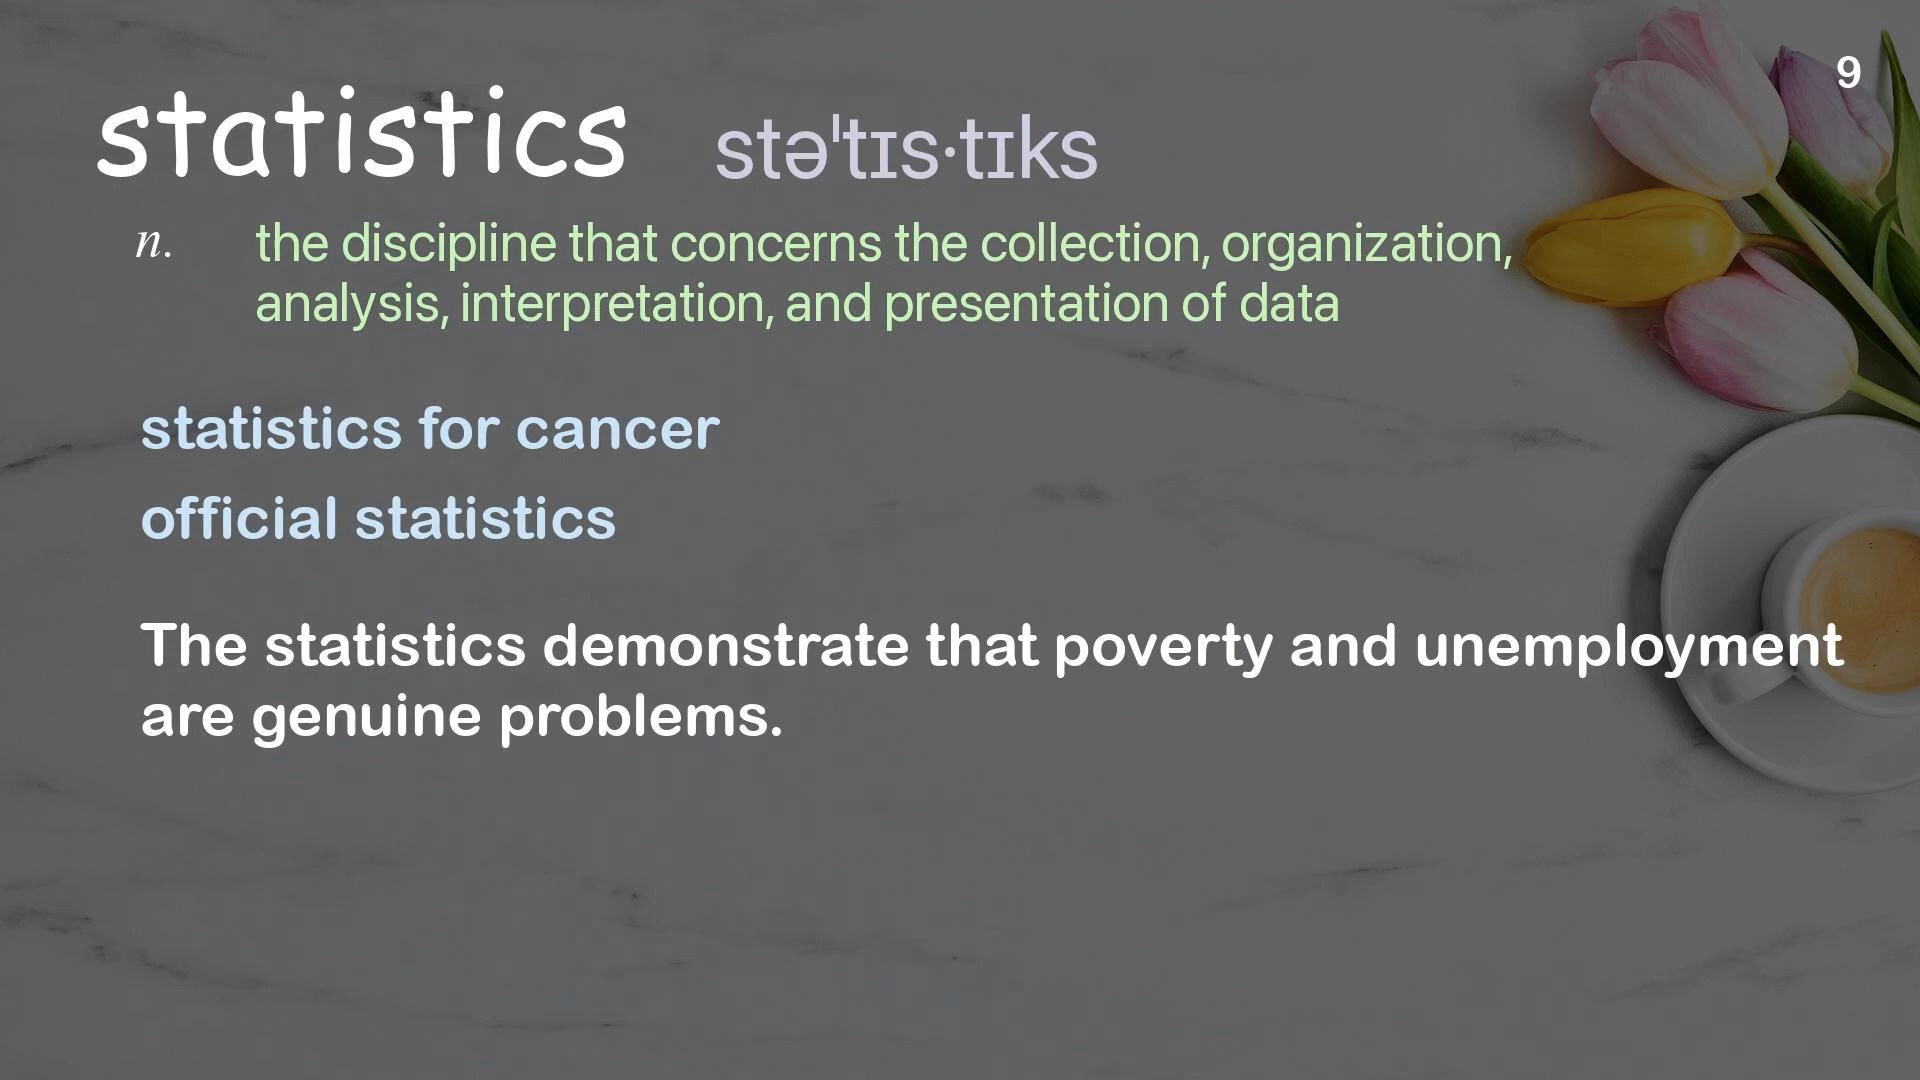 9
statistics stəˈtɪs·tɪks
n. the discipline that concerns the collection, organization,
analysis, interpretation, and presentation of data
statistics for cancer
official statistics
The statistics demonstrate that poverty and unemployment
are genuine problems.